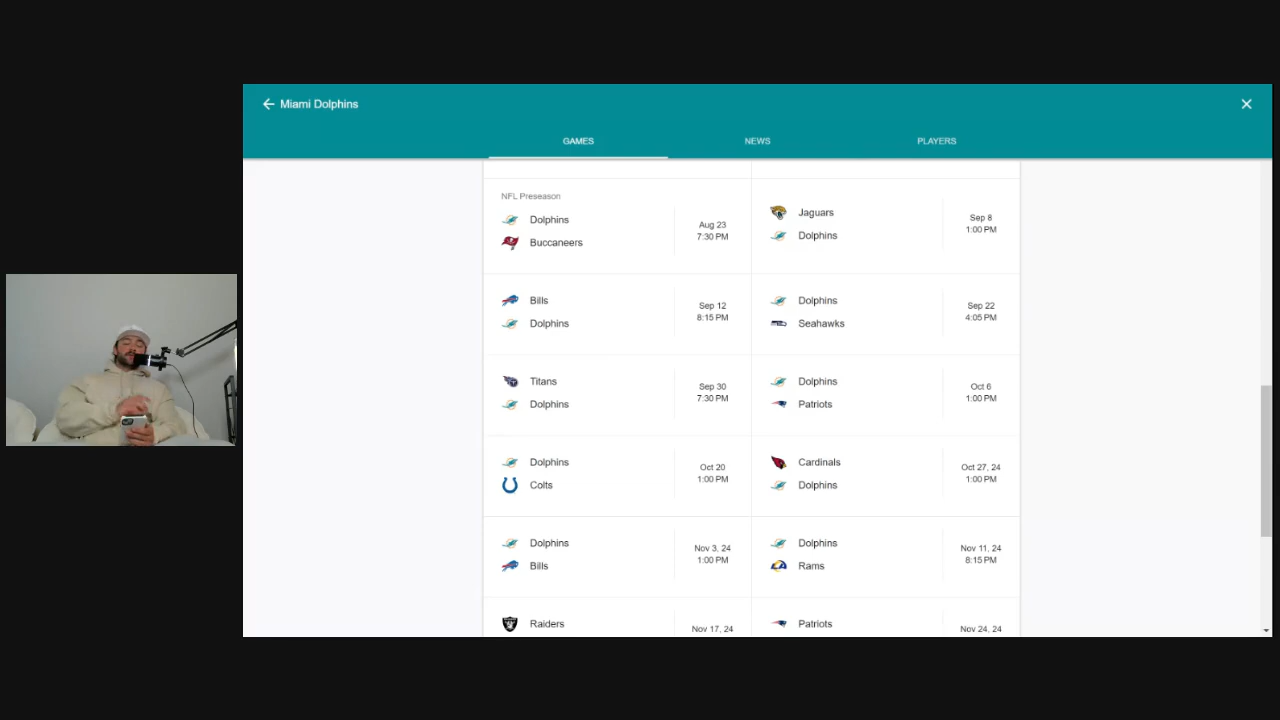 Miami Dolphins
GAMES
NEWS
PLAYERS
NFL Preseason
Dolphins
Buccaneers
Aug 23
7:30 PM
Jaguars
Dolphins
Sep 8
1:00 PM
Bills
Dolphins
Sep 12
8:15 PM
Dolphins
Seahawks
Sep 22
4:05 PM
Titans
Dolphins
Sep 30
7:30 PM
Dolphins
Patriots
Oct 6
1:00 PM
Dolphins
Colts
Oct 20
1:00 PM
Cardinals
Dolphins
Oct 27, 24
1:00 PM
Dolphins
Bills
Nov 3, 24
1:00 PM
Dolphins
Rams
Nov 11, 24
8:15 PM
Raiders
Nov 17, 24
Patriots
Nov 24, 24